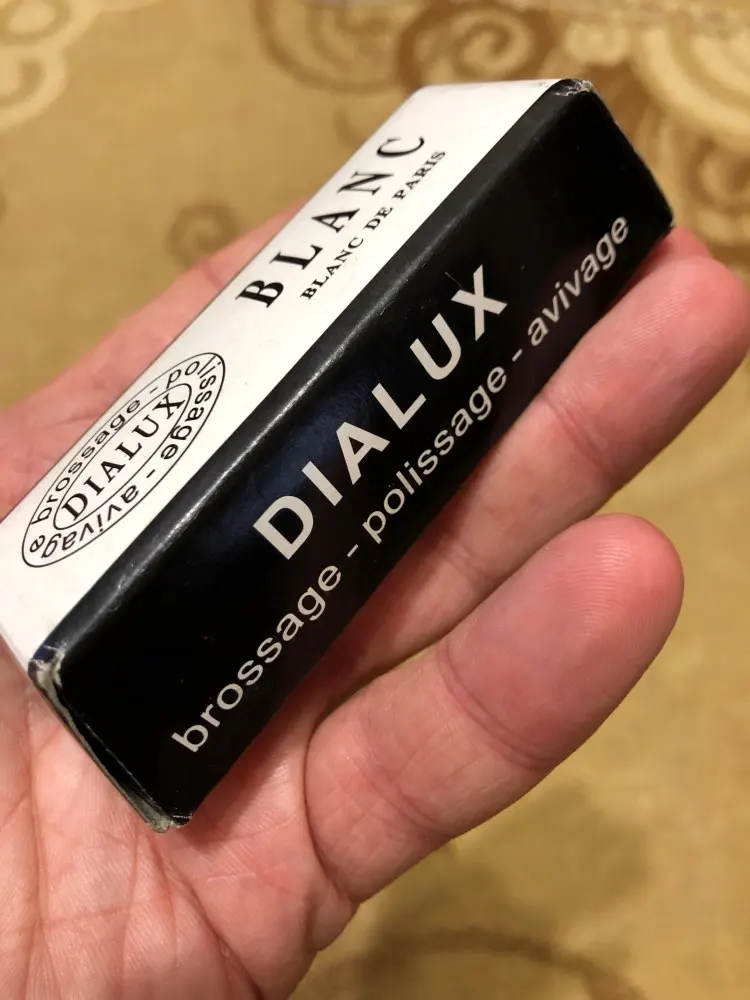 BLANC
BLANC DE PARIS
brossage - polissage - avivage
DIALUX
DIALUX
brossage - polissage - avivage